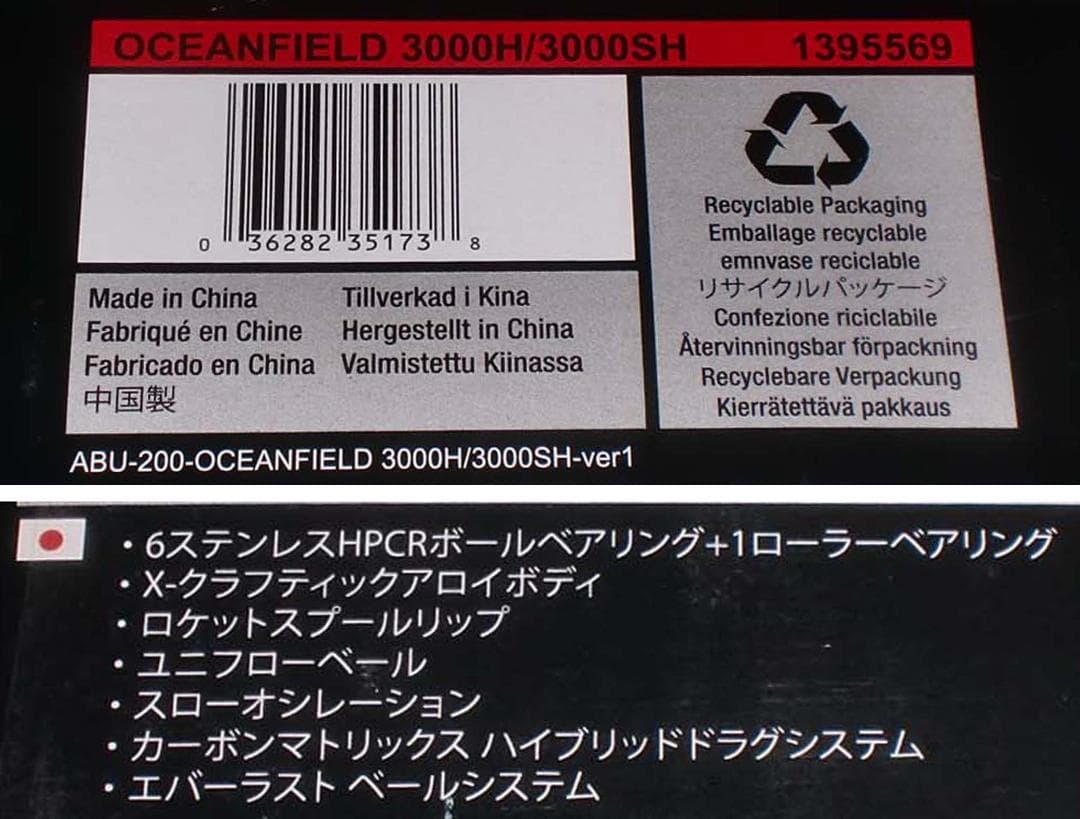 OCEANFIELD 3000H/3000SH 1395569
0 36282 35173 8
Made in China
Fabriqué en Chine
Fabricado en China
中国製
Tillverkad i Kina
Hergestellt in China
Valmistettu Kiinassa
Recyclable Packaging
Emballage recyclable
emnvase reciclable
リサイクルパッケージ
Confezione riciclabile
Återvinningsbar förpackning
Recyclebare Verpackung
Kierrätettävä pakkaus
ABU-200-OCEANFIELD 3000H/3000SH-ver1
・6ステンレスHPCRボールベアリング+1ローラーベアリング
・X-クラフティックアロイボディ
・ロケットスプールリップ
・ユニフローベール
・スローオシレーション
・カーボンマトリックス ハイブリッドドラグシステム
・エバーラスト ベールシステム